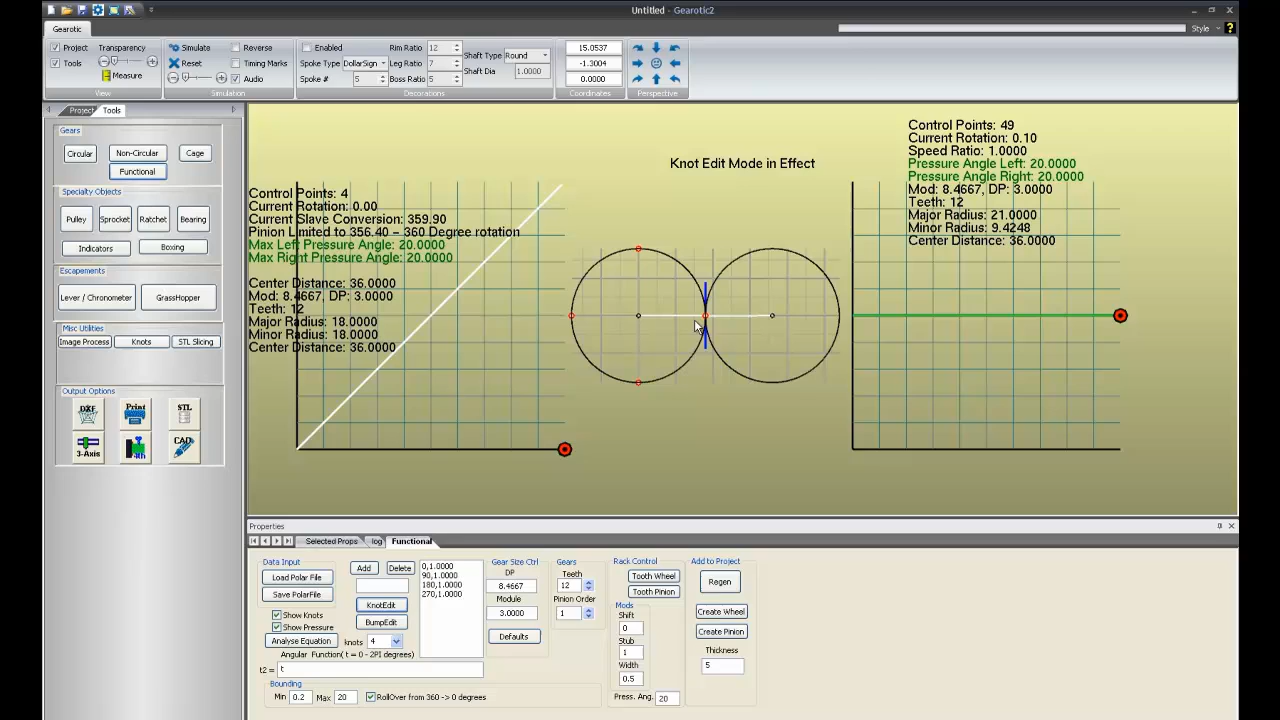 Untitled - Gearotic2
Gearotic
Style
Project
Transparency
Tools
Measure
View
Simulate
Reverse
Reset
Timing Marks
Audio
Simulation
Enabled
Rim Ratio
12
Spoke Type
DollarSign
Leg Ratio
7
Spoke #
5
Boss Ratio
5
Shaft Type
Round
Shaft Dia
1.0000
Decorations
15.0537
-1.3004
0.0000
Coordinates
Perspective
Project
Tools
Gears
Circular
Non-Circular
Cage
Functional
Specialty Objects
Pulley
Sprocket
Ratchet
Bearing
Indicators
Boxing
Escapements
Lever / Chronometer
GrassHopper
Misc Utilities
Image Process
Knots
STL Slicing
Output Options
DXF
Print
STL
3-Axis
4th
CAD
Control Points: 4
Current Rotation: 0.00
Current Slave Conversion: 359.90
Pinion Limited to 356.40 - 360 Degree rotation
Max Left Pressure Angle: 20.0000
Max Right Pressure Angle: 20.0000
Center Distance: 36.0000
Mod: 8.4667, DP: 3.0000
Teeth: 12
Major Radius: 18.0000
Minor Radius: 18.0000
Center Distance: 36.0000
Knot Edit Mode in Effect
Control Points: 49
Current Rotation: 0.10
Speed Ratio: 1.0000
Pressure Angle Left: 20.0000
Pressure Angle Right: 20.0000
Mod: 8.4667, DP: 3.0000
Teeth: 12
Major Radius: 21.0000
Minor Radius: 9.4248
Center Distance: 36.0000
Properties
Selected Props
log
Functional
Data Input
Load Polar File
Save PolarFile
Show Knots
Show Pressure
Analyse Equation
Add
Delete
KnotEdit
BumpEdit
knots
4
0,1.0000
90,1.0000
180,1.0000
270,1.0000
Angular Function( t = 0 - 2PI degrees)
t2 =
t
Bounding
Min
0.2
Max
20
RollOver from 360 -> 0 degrees
Gear Size Ctrl
DP
8.4667
Module
3.0000
Defaults
Gears
Teeth
12
Pinion Order
1
Rack Control
Tooth Wheel
Tooth Pinion
Mods
Shift
0
Stub
1
Width
0.5
Press. Ang.
20
Add to Project
Regen
Create Wheel
Create Pinion
Thickness
5